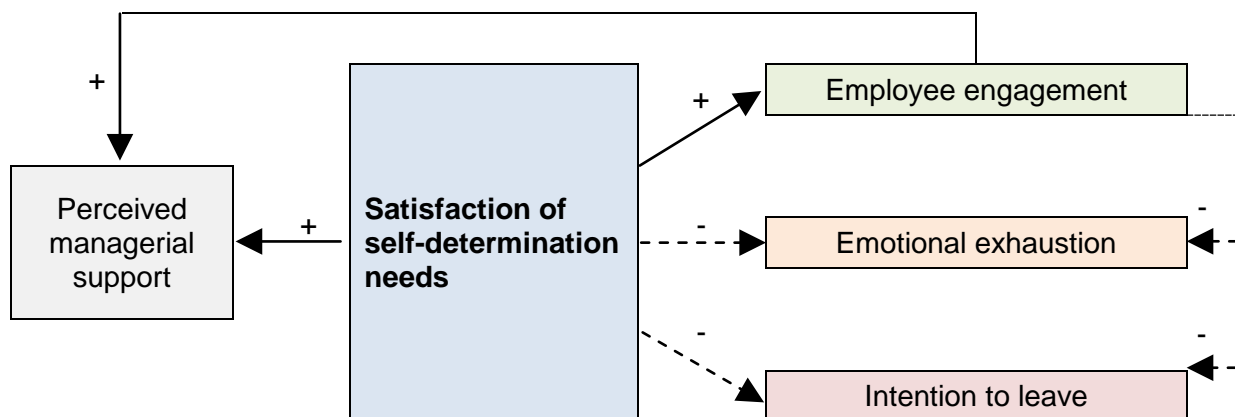 +
+
Employee engagement
Perceived
managerial
support
+
Satisfaction of
self-determination
needs
-
Emotional exhaustion
-
-
Intention to leave
-